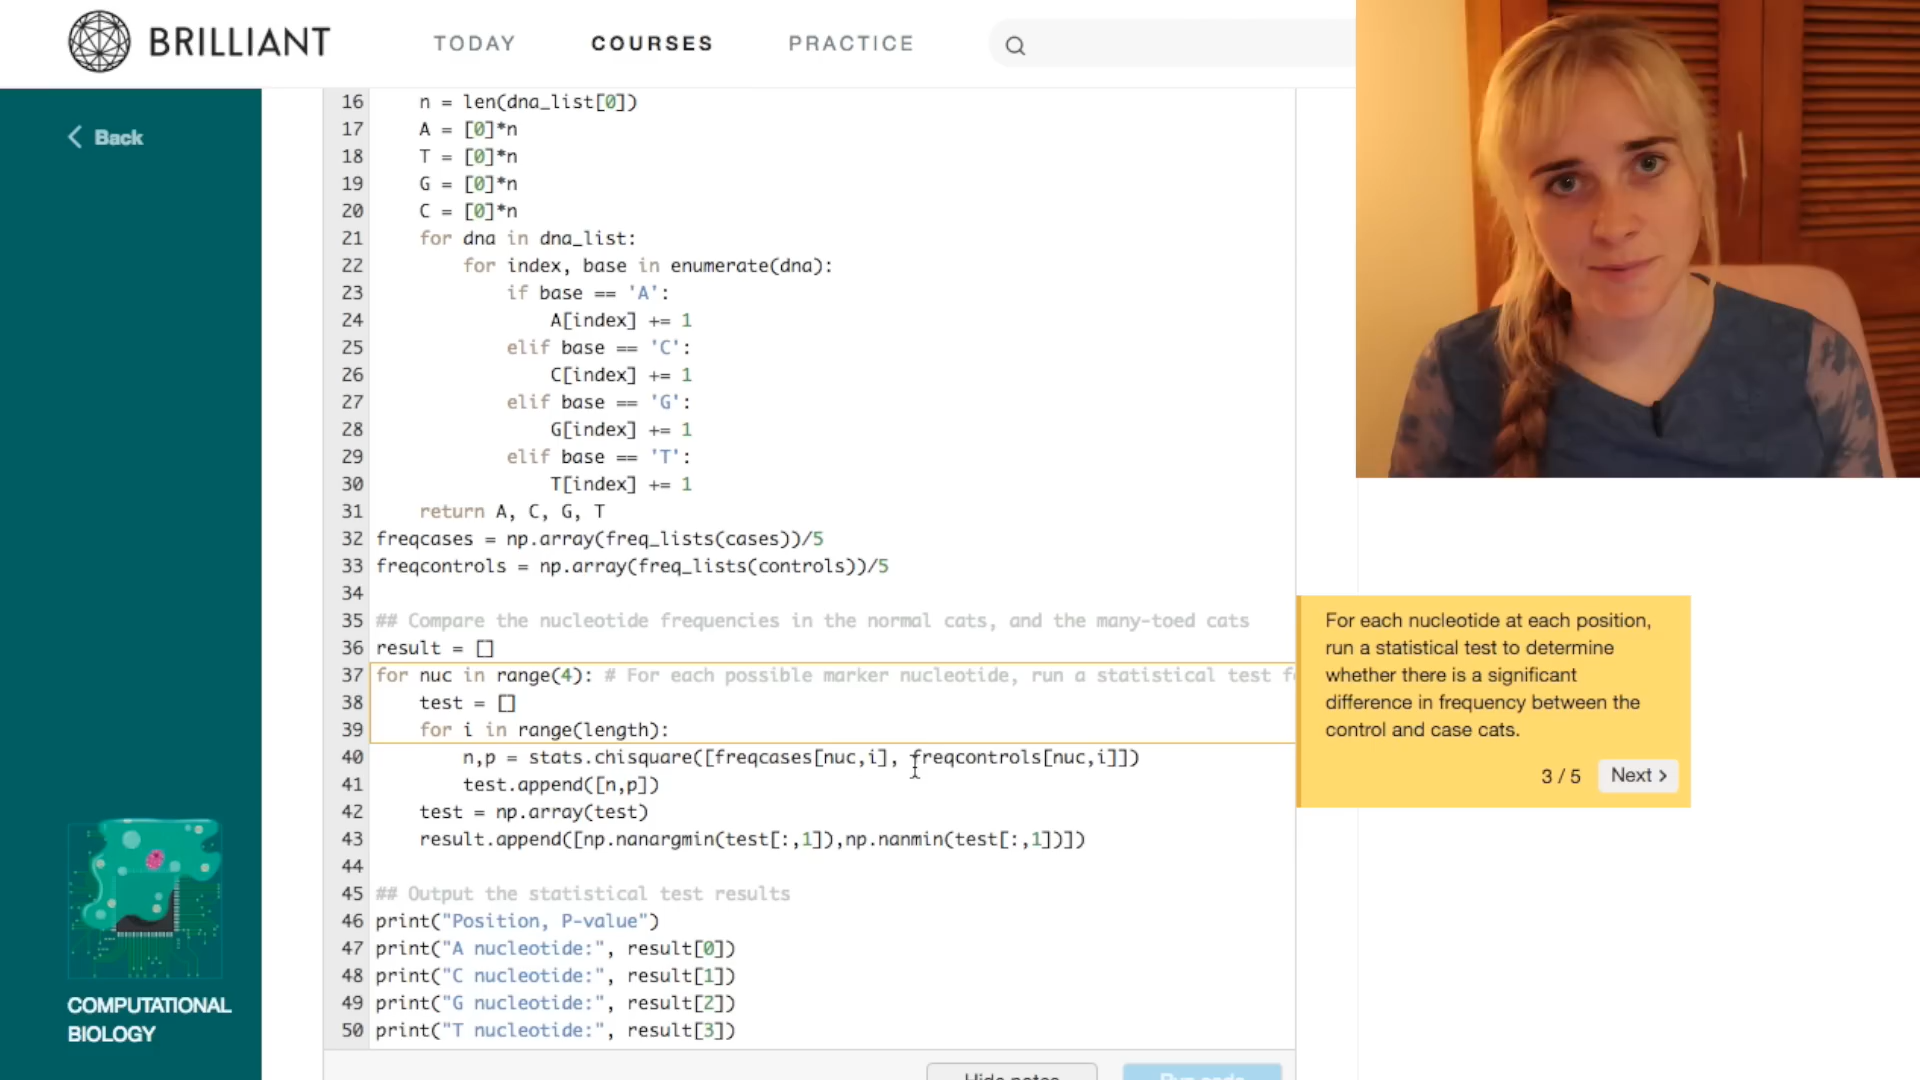 BRILLIANT
TODAY
COURSES
PRACTICE
Back
16 n = len(dna_list[0])
17 A = [0]*n
18 T = [0]*n
19 G = [0]*n
20 C = [0]*n
21 for dna in dna_list:
22 for index, base in enumerate(dna):
23 if base == 'A':
24 A[index] += 1
25 elif base == 'C':
26 C[index] += 1
27 elif base == 'G':
28 G[index] += 1
29 elif base == 'T':
30 T[index] += 1
31 return A, C, G, T
32 freqcases = np.array(freq_lists(cases))/5
33 freqcontrols = np.array(freq_lists(controls))/5
34
35 ## Compare the nucleotide frequencies in the normal cats, and the many-toed cats
36 result = []
37 for nuc in range(4): # For each possible marker nucleotide, run a statistical test
38 test = []
39 for i in range(length):
40 n,p = stats.chisquare([freqcases[nuc,i], freqcontrols[nuc,i]])
41 test.append([n,p])
42 test = np.array(test)
43 result.append([np.nanargmin(test[:,1]),np.nanmin(test[:,1])])
44
45 ## Output the statistical test results
46 print("Position, P-value")
47 print("A nucleotide:", result[0])
48 print("C nucleotide:", result[1])
49 print("G nucleotide:", result[2])
50 print("T nucleotide:", result[3])
For each nucleotide at each position,
run a statistical test to determine
whether there is a significant
difference in frequency between the
control and case cats.
3 / 5 Next >
COMPUTATIONAL
BIOLOGY
Hide notes
Run code